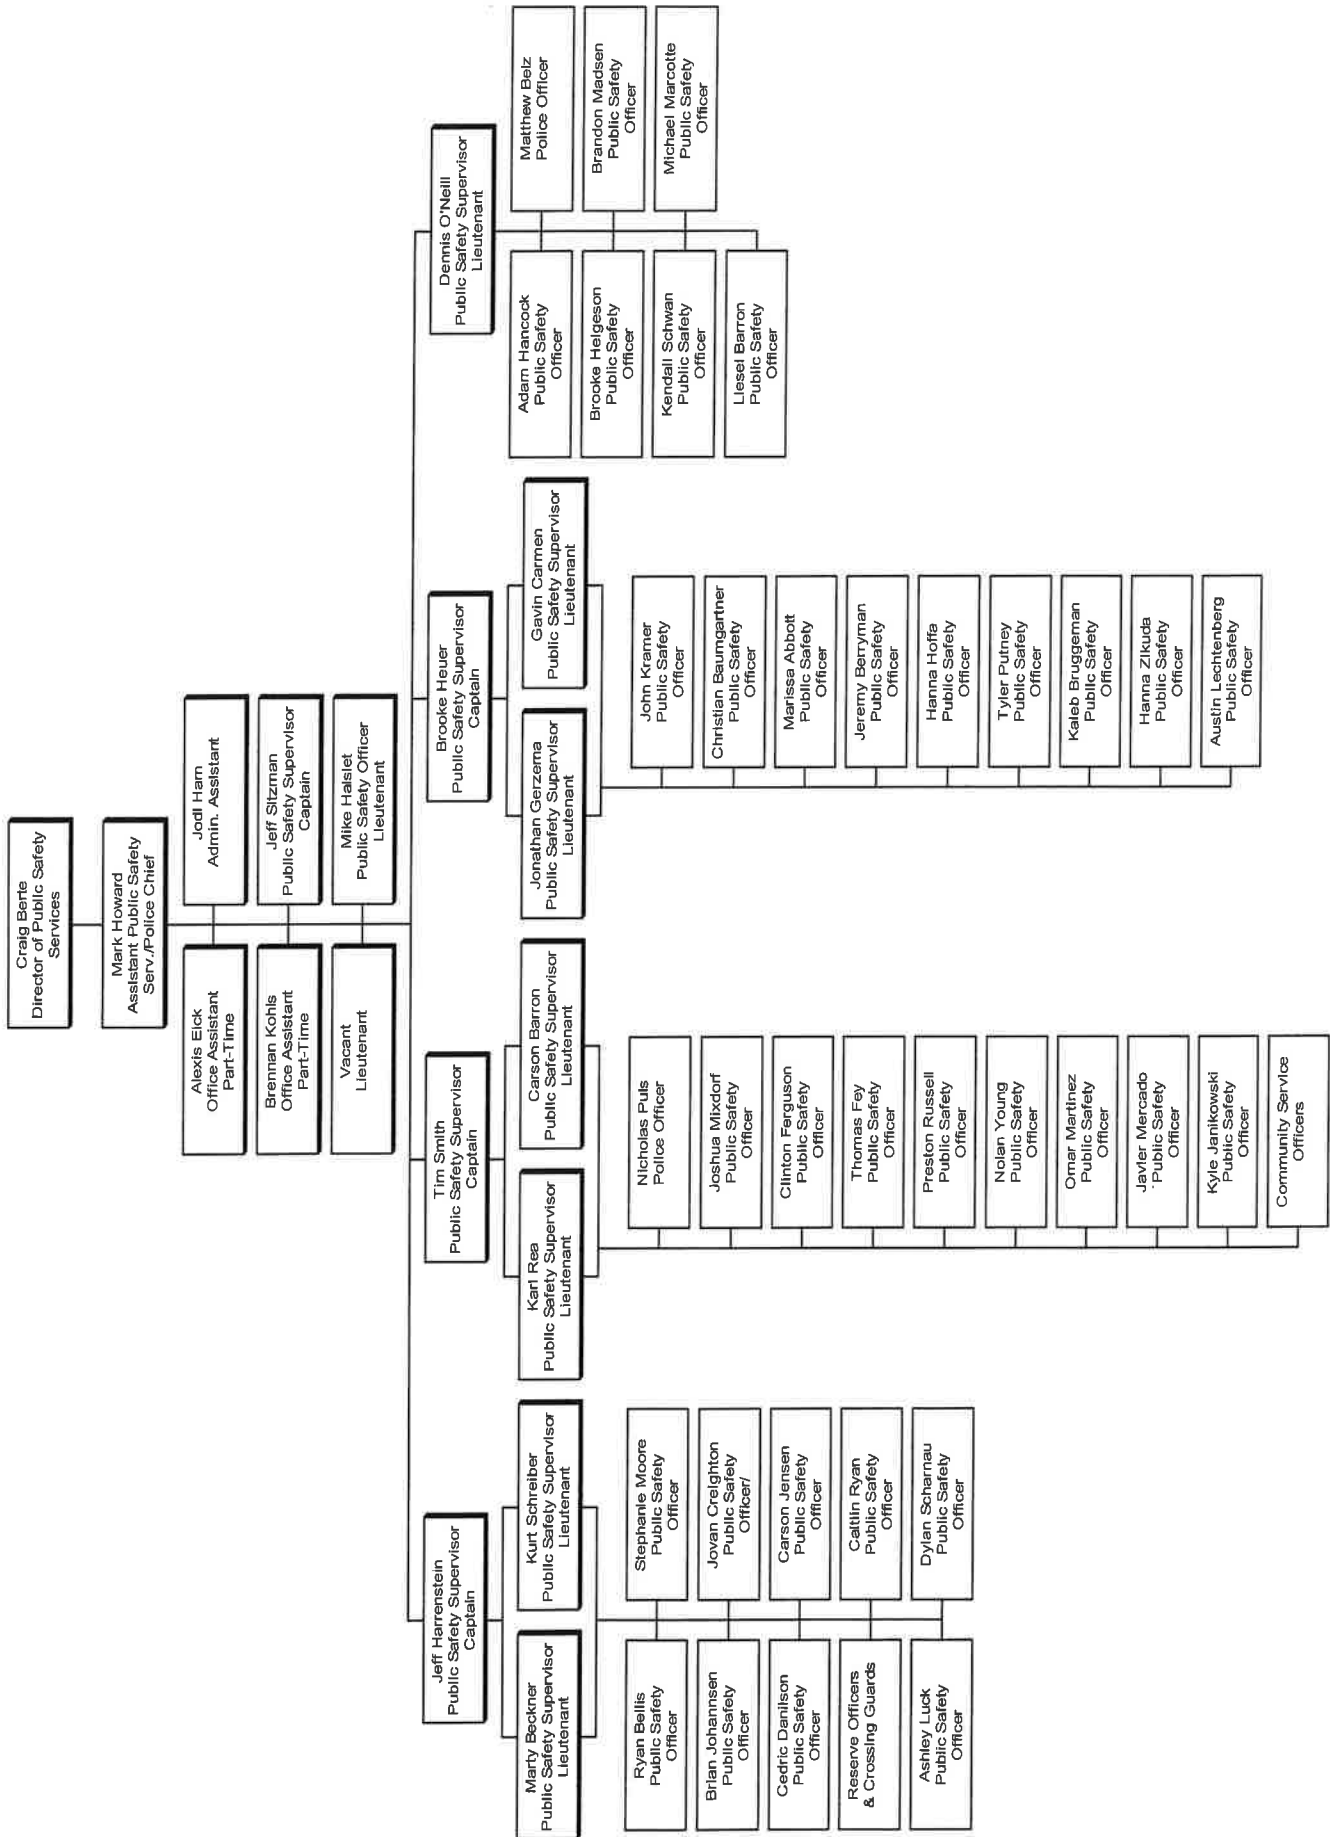 Craig Berte
Director of Public Safety
Services
Mark Howard
Assistant Public Safety
Serv./Police Chief
Alexis Eick
Office Assistant
Part-Time
Jodi Ham
Admin. Assistant
Brennan Kohls
Office Assistant
Part-Time
Jeff Sitzman
Public Safety Supervisor
Captain
Vacant
Lieutenant
Mike Haislet
Public Safety Officer
Lieutenant
Jeff Harrenstein
Public Safety Supervisor
Captain
Marty Beckner
Public Safety Supervisor
Lieutenant
Kurt Schreiber
Public Safety Supervisor
Lieutenant
Ryan Bellis
Public Safety
Officer
Stephanie Moore
Public Safety
Officer
Brian Johannsen
Public Safety
Officer
Jovan Creighton
Public Safety
Officer/
Cedric Danilson
Public Safety
Officer
Carson Jensen
Public Safety
Officer
Reserve Officers
& Crossing Guards
Caitlin Ryan
Public Safety
Officer
Ashley Luck
Public Safety
Officer
Dylan Scharnau
Public Safety
Officer
Tim Smith
Public Safety Supervisor
Captain
Karl Rea
Public Safety Supervisor
Lieutenant
Carson Barron
Public Safety Supervisor
Lieutenant
Nicholas Puls
Police Officer
Joshua Mixdorf
Public Safety
Officer
Clinton Ferguson
Public Safety
Officer
Thomas Fey
Public Safety
Officer
Preston Russell
Public Safety
Officer
Nolan Young
Public Safety
Officer
Omar Martinez
Public Safety
Officer
Javier Mercado
Public Safety
Officer
Kyle Janikowski
Public Safety
Officer
Community Service
Officers
Brooke Heuer
Public Safety Supervisor
Captain
Jonathan Gerzema
Public Safety Supervisor
Lieutenant
Gavin Carmen
Public Safety Supervisor
Lieutenant
John Kramer
Public Safety
Officer
Christian Baumgartner
Public Safety
Officer
Marissa Abbott
Public Safety
Officer
Jeremy Berryman
Public Safety
Officer
Hanna Hoffa
Public Safety
Officer
Tyler Putney
Public Safety
Officer
Kaleb Bruggeman
Public Safety
Officer
Hanna Zikuda
Public Safety
Officer
Austin Lechtenberg
Public Safety
Officer
Dennis O'Neill
Public Safety Supervisor
Lieutenant
Adam Hancock
Public Safety
Officer
Matthew Belz
Police Officer
Brooke Helgeson
Public Safety
Officer
Brandon Madsen
Public Safety
Officer
Kendall Schwan
Public Safety
Officer
Michael Marcotte
Public Safety
Officer
Liesel Barron
Public Safety
Officer